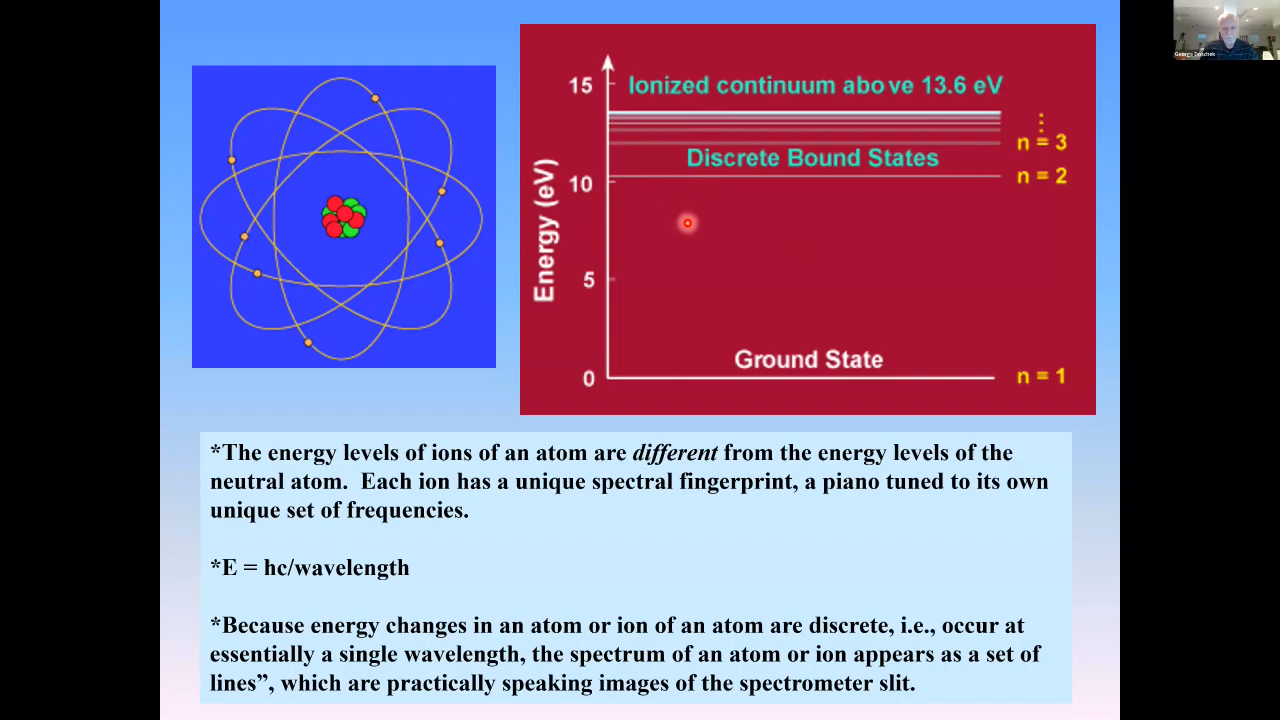 George Doschek
15
Ionized continuum abo ve 13.6 eV
n = 3
Discrete Bound States
n = 2
10
Energy (eV)
5
Ground State
0
n = 1
*The energy levels of ions of an atom are different from the energy levels of the
neutral atom.  Each ion has a unique spectral fingerprint, a piano tuned to its own
unique set of frequencies.
*E = hc/wavelength
*Because energy changes in an atom or ion of an atom are discrete, i.e., occur at
essentially a single wavelength, the spectrum of an atom or ion appears as a set of
lines”, which are practically speaking images of the spectrometer slit.